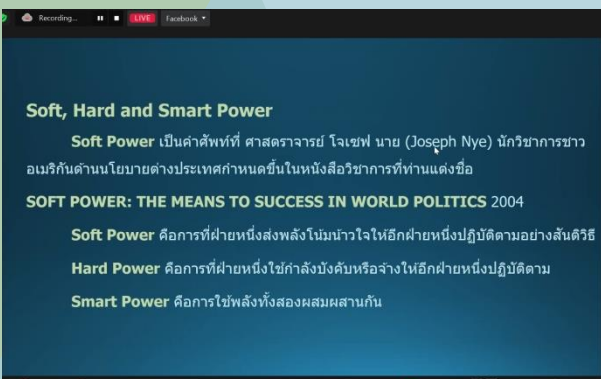 Recording...
LIVE
Facebook
Soft, Hard and Smart Power
Soft Power เป็นคำศัพท์ที่ ศาสตราจารย์ โจเซฟ นาย (Joseph Nye) นักวิชาการชาว
อเมริกันด้านนโยบายต่างประเทศกำหนดขึ้นในหนังสือวิชาการที่ท่านแต่งชื่อ
SOFT POWER: THE MEANS TO SUCCESS IN WORLD POLITICS 2004
Soft Power คือการที่ฝ่ายหนึ่งส่งพลังโน้มน้าวใจให้อีกฝ่ายหนึ่งปฏิบัติตามอย่างสันติวิธี
Hard Power คือการที่ฝ่ายหนึ่งใช้กำลังบังคับหรือจ้างให้อีกฝ่ายหนึ่งปฏิบัติตาม
Smart Power คือการใช้พลังทั้งสองผสมผสานกัน